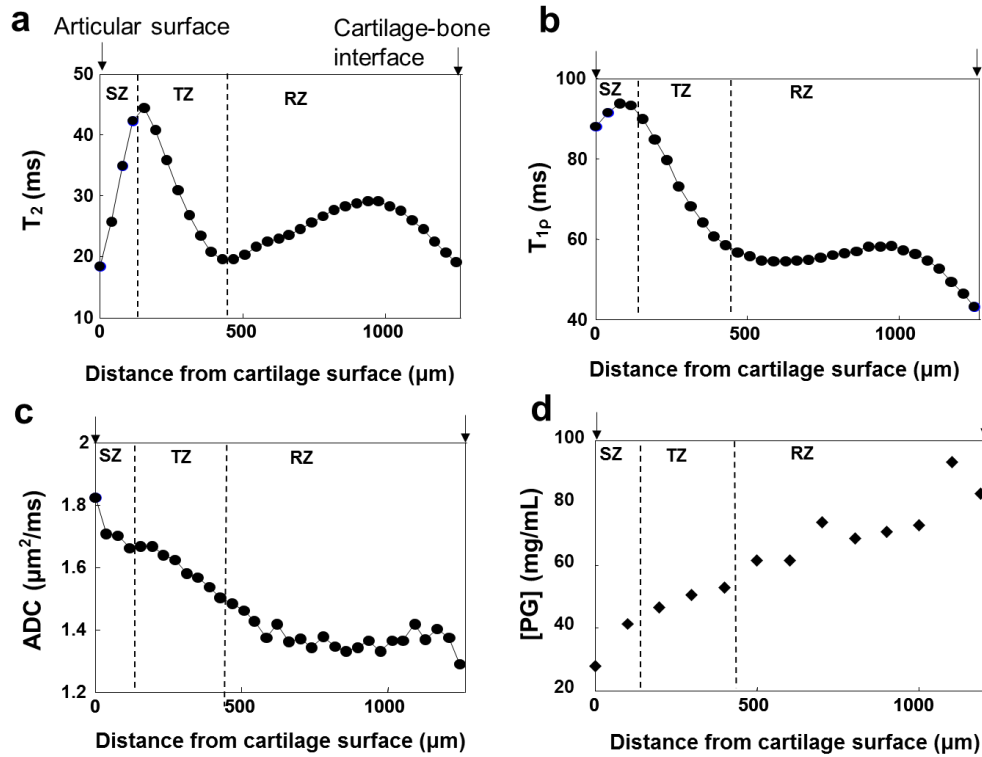 a
Articular surface
Cartilage-bone
interface
50
40
30
20
10
SZ
TZ
RZ
T2 (ms)
0
500
1000
Distance from cartilage surface (µm)
b
100
80
60
40
SZ
TZ
RZ
T1ρ (ms)
0
500
1000
Distance from cartilage surface (µm)
c
2
1.8
1.6
1.4
1.2
SZ
TZ
RZ
ADC (µm²/ms)
0
500
1000
Distance from cartilage surface (µm)
d
100
80
60
40
20
SZ
TZ
RZ
[PG] (mg/mL)
0
500
1000
Distance from cartilage surface (µm)